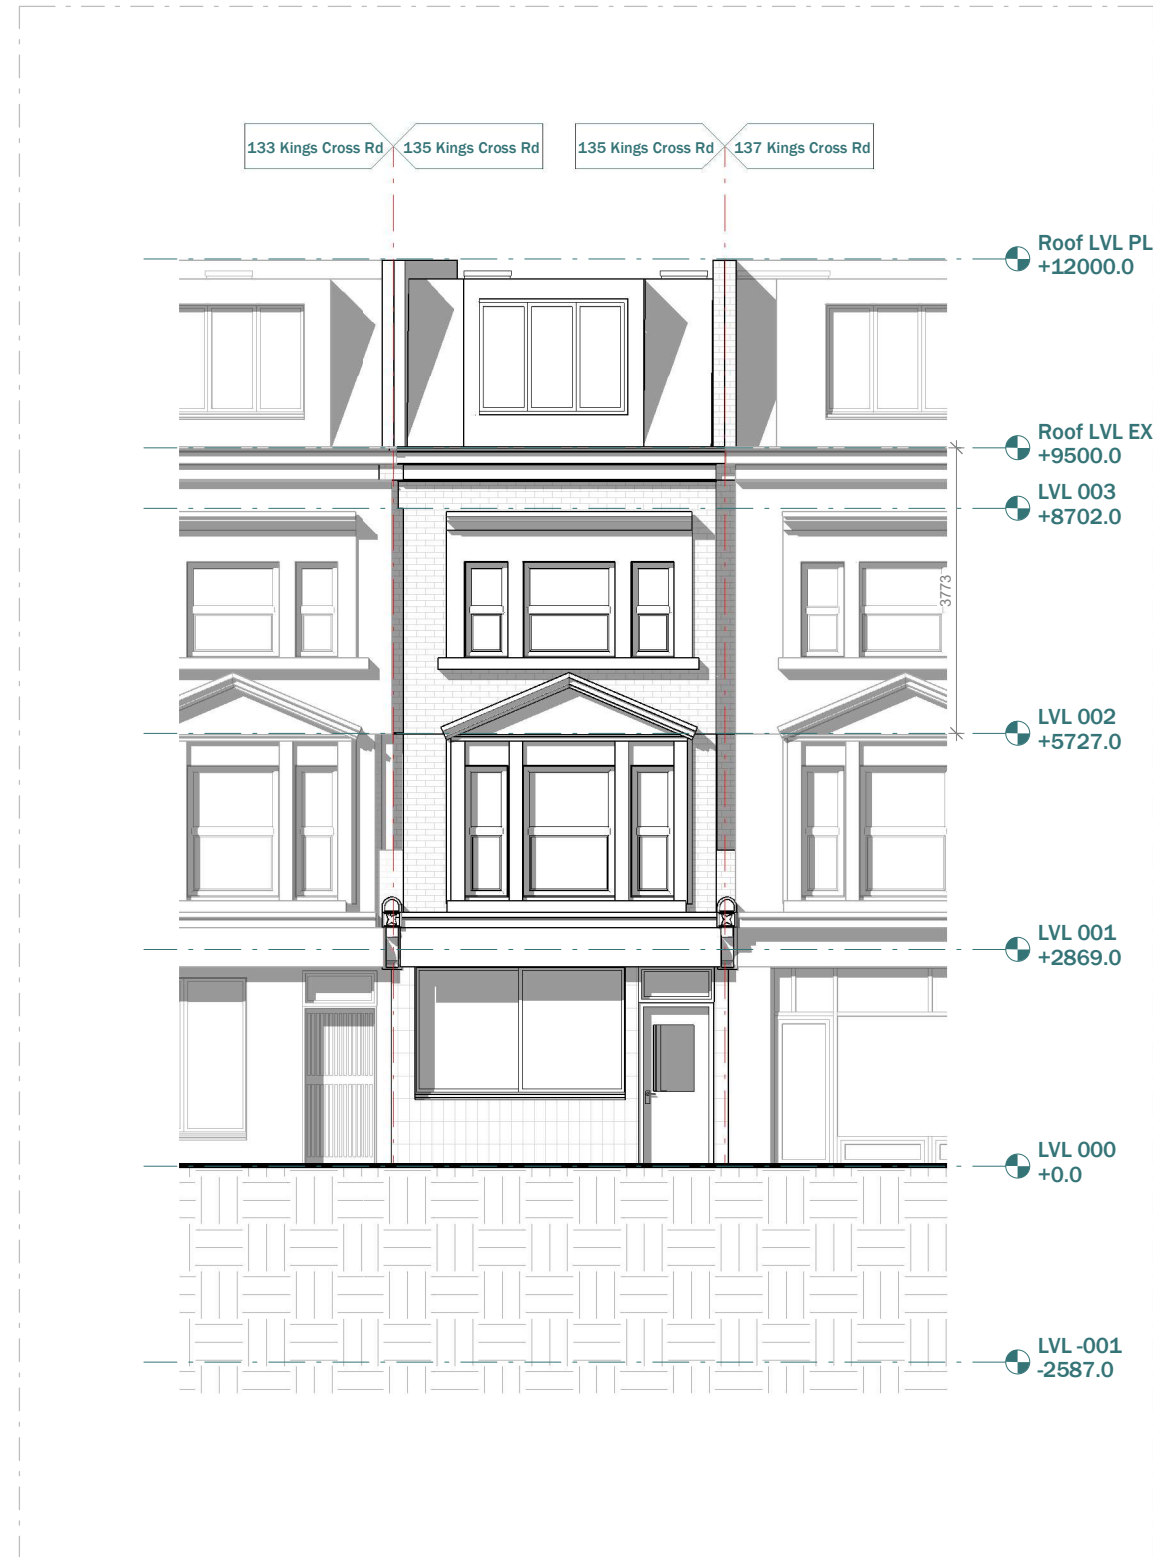 133 Kings Cross Rd
135 Kings Cross Rd
135 Kings Cross Rd
137 Kings Cross Rd
Roof LVL PL
+12000.0
Roof LVL EX
+9500.0
LVL 003
+8702.0
3773
LVL 002
+5727.0
LVL 001
+2869.0
LVL 000
+0.0
LVL -001
-2587.0